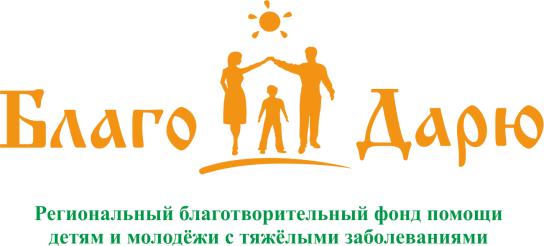 Благо Дарю
Региональный благотворительный фонд помощи
детям и молодёжи с тяжёлыми заболеваниями